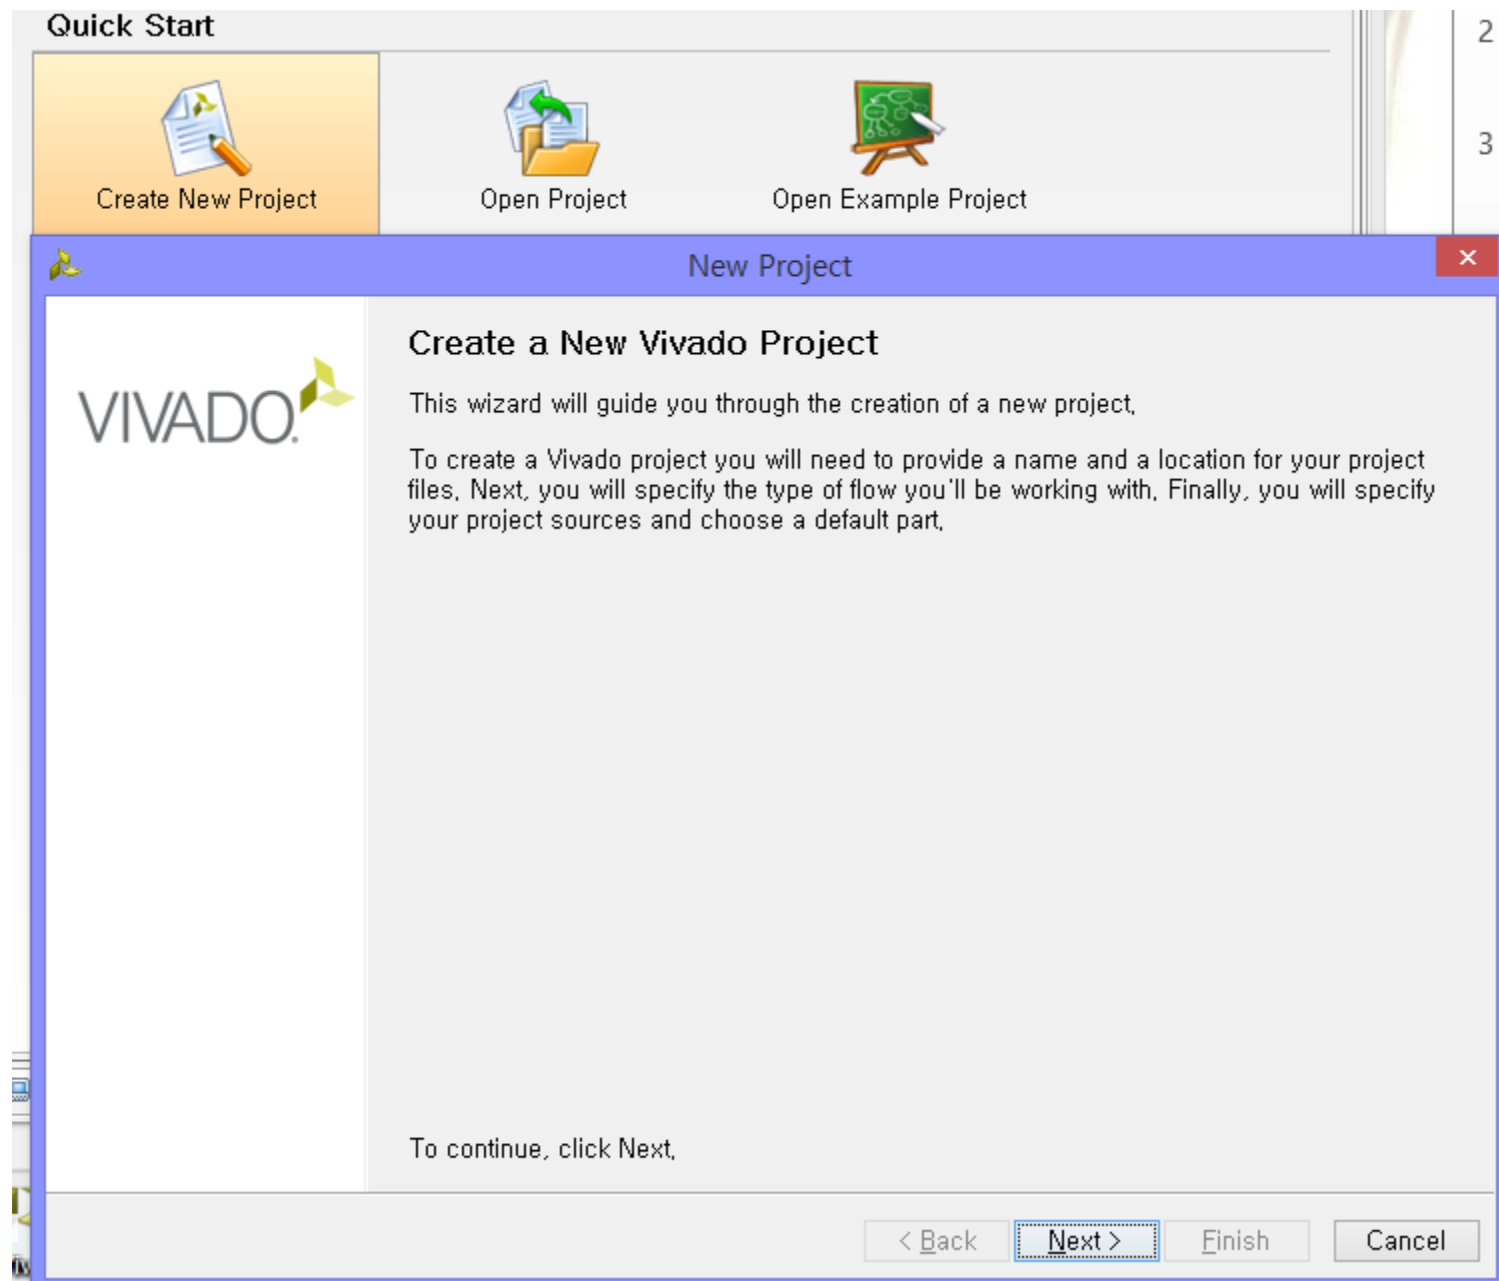 Quick Start
2
3
Create New Project
Open Project
Open Example Project
New Project
VIVADO.
Create a New Vivado Project
This wizard will guide you through the creation of a new project.
To create a Vivado project you will need to provide a name and a location for your project
files. Next, you will specify the type of flow you'll be working with. Finally, you will specify
your project sources and choose a default part.
To continue, click Next.
< Back
Next >
Finish
Cancel